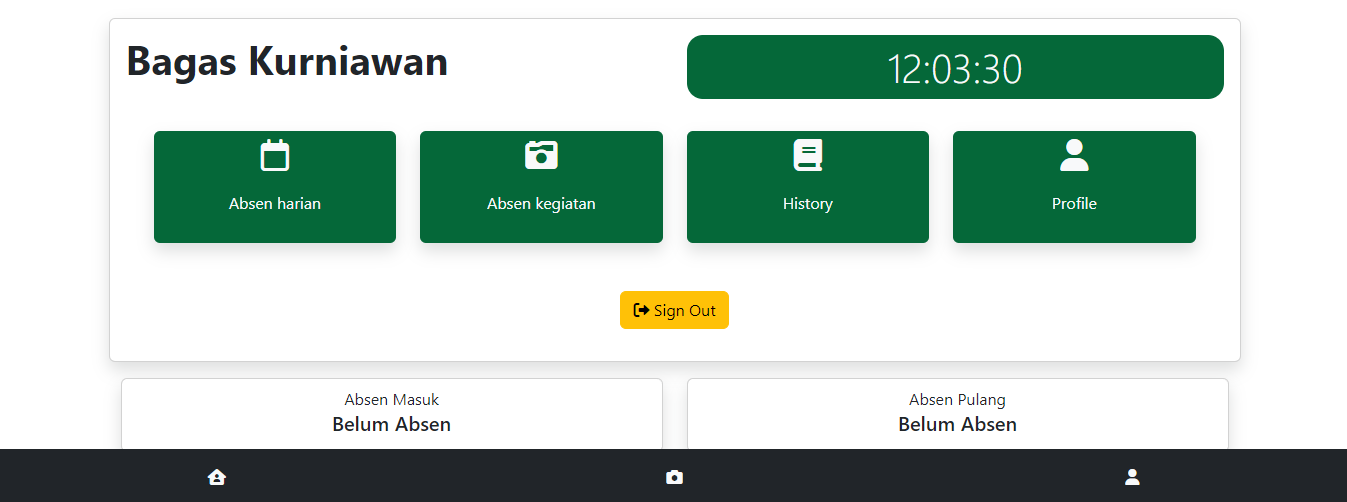 Bagas Kurniawan
12:03:30
Absen harian
Absen kegiatan
History
Profile
Sign Out
Absen Masuk
Belum Absen
Absen Pulang
Belum Absen